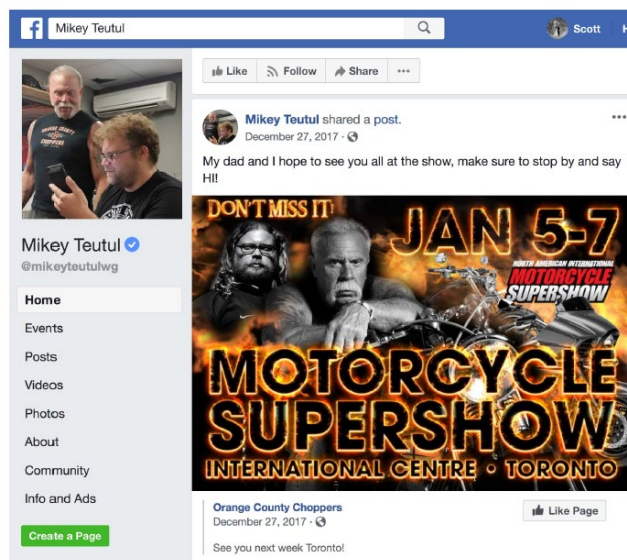 f
Mikey Teutul
Scott
H
Like
Follow
Share
Mikey Teutul shared a post.
December 27, 2017
My dad and I hope to see you all at the show, make sure to stop by and say
HI!
ORANGE COUNTY
CHOPPERS
Mikey Teutul
@mikeyteutulwg
Home
Events
Posts
Videos
Photos
About
Community
Info and Ads
Create a Page
DON'T MISS IT!
JAN 5-7
NORTH AMERICAN INTERNATIONAL
MOTORCYCLE
SUPERSHOW
MOTORCYCLE
SUPERSHOW
INTERNATIONAL CENTRE • TORONTO
Orange County Choppers
December 27, 2017
Like Page
See you next week Toronto!